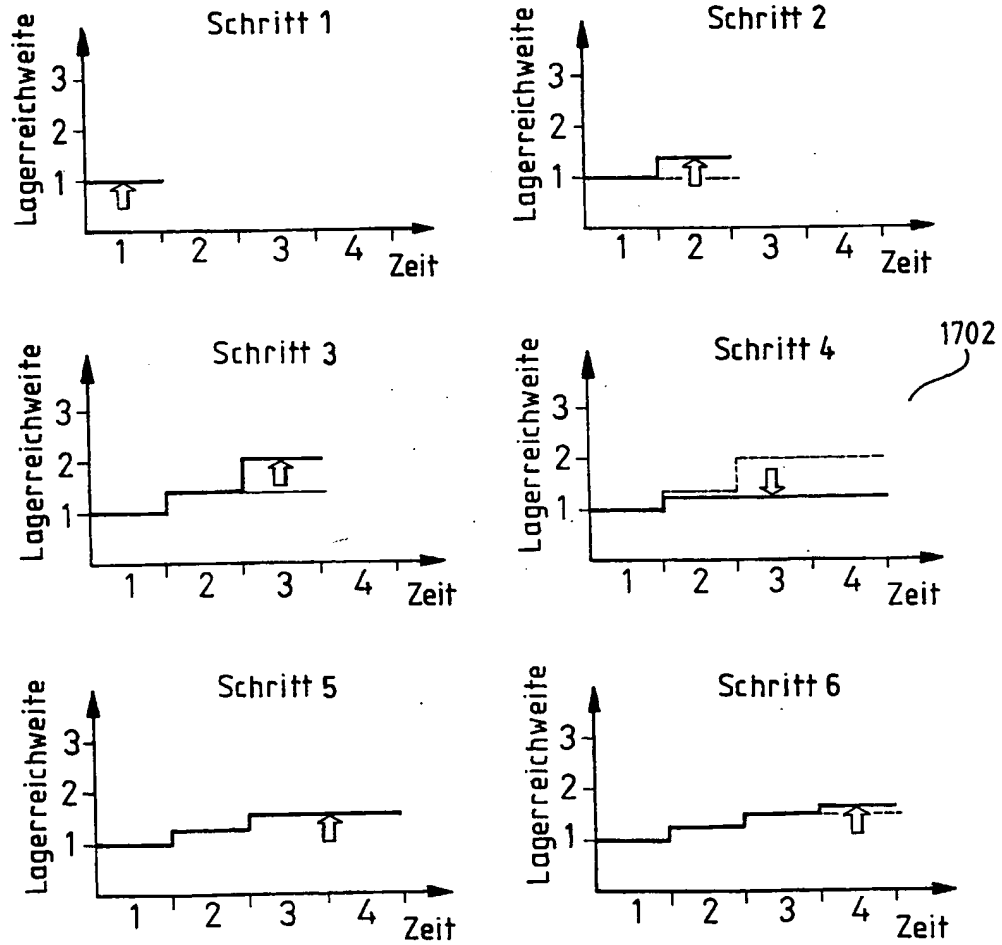 Schritt 1
Lagerreichweite
3
2
1
1 2 3 4
Zeit
Schritt 2
Lagerreichweite
3
2
1
1 2 3 4
Zeit
Schritt 3
Lagerreichweite
3
2
1
1 2 3 4
Zeit
Schritt 4
1702
Lagerreichweite
3
2
1
1 2 3 4
Zeit
Schritt 5
Lagerreichweite
3
2
1
1 2 3 4
Zeit
Schritt 6
Lagerreichweite
3
2
1
1 2 3 4
Zeit